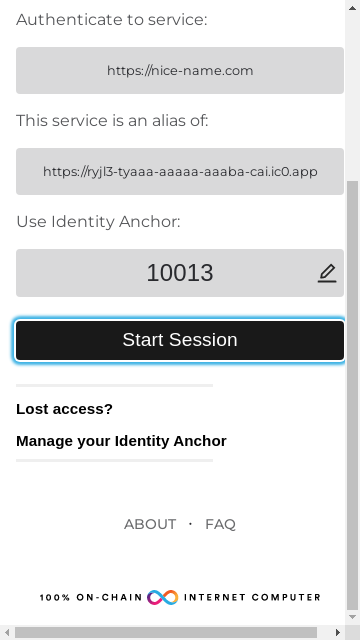 Authenticate to service:
https://nice-name.com
This service is an alias of:
https://ryjl3-tyaaa-aaaaa-aaaba-cai.ic0.app
Use Identity Anchor:
10013
Start Session
Lost access?
Manage your Identity Anchor
ABOUT · FAQ
100% ON-CHAIN INTERNET COMPUTER